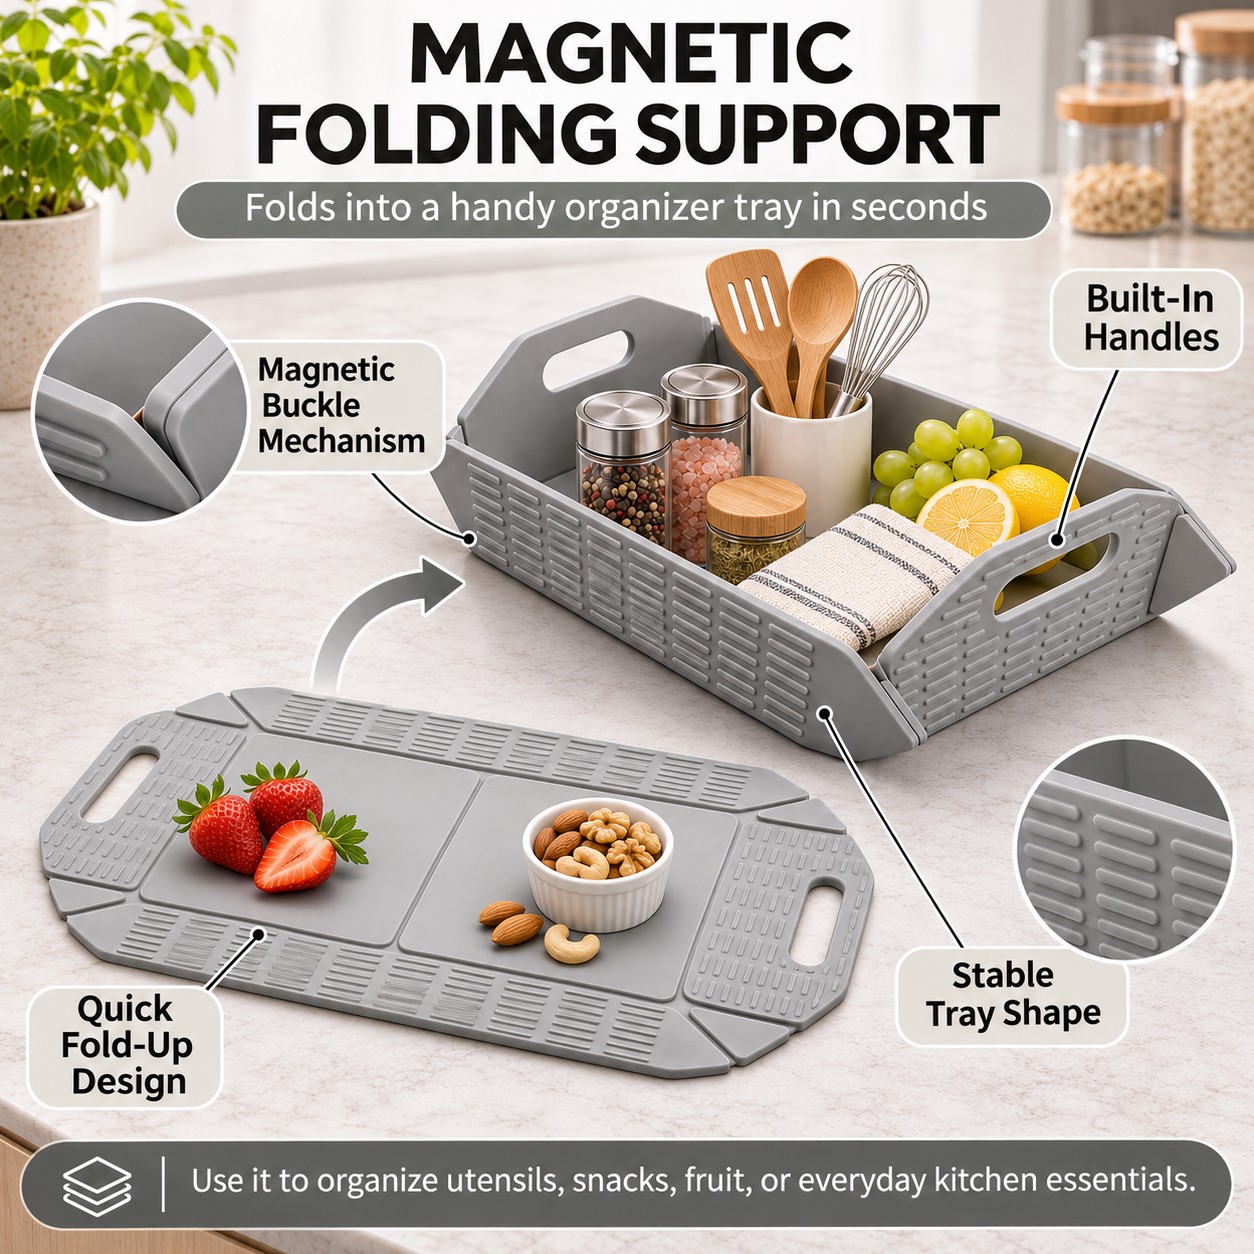 MAGNETIC
FOLDING SUPPORT
Folds into a handy organizer tray in seconds
Built-In
Handles
Magnetic
Buckle
Mechanism
Stable
Tray Shape
Quick
Fold-Up
Design
Use it to organize utensils, snacks, fruit, or everyday kitchen essentials.